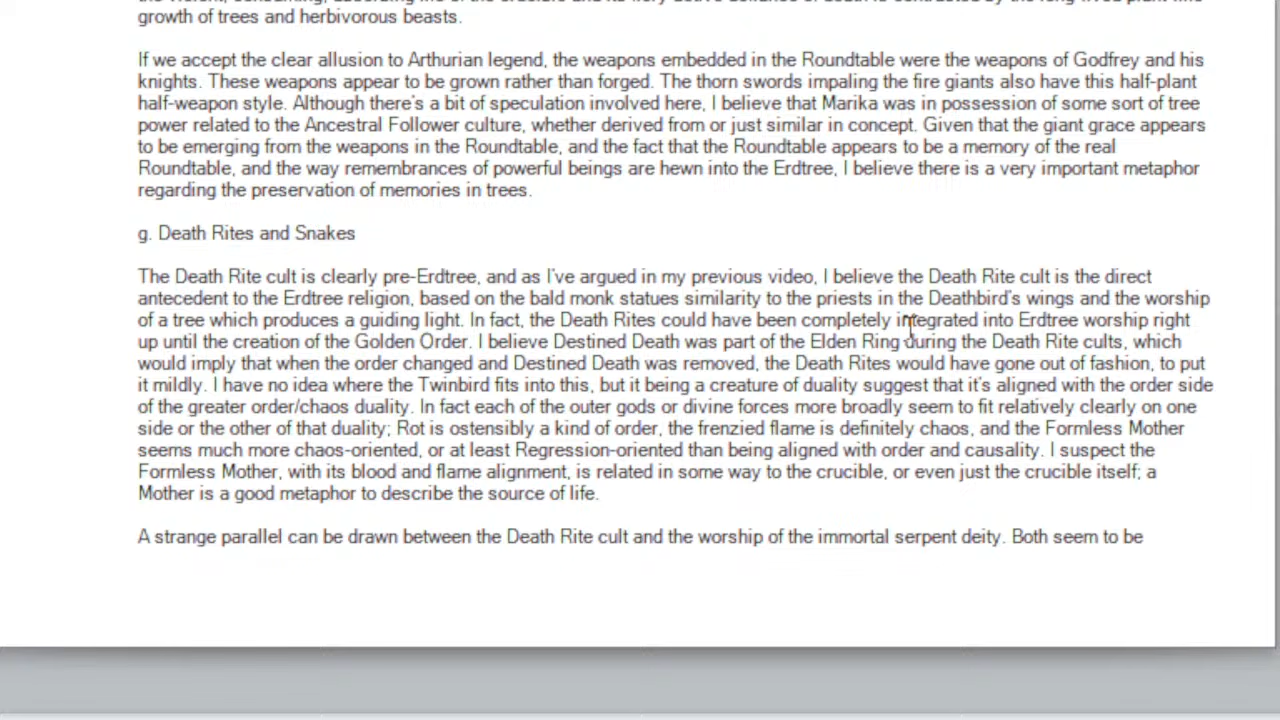 growth of trees and herbivorous beasts.
If we accept the clear allusion to Arthurian legend, the weapons embedded in the Roundtable were the weapons of Godfrey and his
knights. These weapons appear to be grown rather than forged. The thorn swords impaling the fire giants also have this half-plant
half-weapon style. Although there's a bit of speculation involved here, I believe that Marika was in possession of some sort of tree
power related to the Ancestral Follower culture, whether derived from or just similar in concept. Given that the giant grace appears
to be emerging from the weapons in the Roundtable, and the fact that the Roundtable appears to be a memory of the real
Roundtable, and the way remembrances of powerful beings are hewn into the Erdtree, I believe there is a very important metaphor
regarding the preservation of memories in trees.
g. Death Rites and Snakes
The Death Rite cult is clearly pre-Erdtree, and as I've argued in my previous video, I believe the Death Rite cult is the direct
antecedent to the Erdtree religion, based on the bald monk statues similarity to the priests in the Deathbird's wings and the worship
of a tree which produces a guiding light. In fact, the Death Rites could have been completely integrated into Erdtree worship right
up until the creation of the Golden Order. I believe Destined Death was part of the Elden Ring during the Death Rite cults, which
would imply that when the order changed and Destined Death was removed, the Death Rites would have gone out of fashion, to put
it mildly. I have no idea where the Twinbird fits into this, but it being a creature of duality suggest that it's aligned with the order side
of the greater order/chaos duality. In fact each of the outer gods or divine forces more broadly seem to fit relatively clearly on one
side or the other of that duality; Rot is ostensibly a kind of order, the frenzied flame is definitely chaos, and the Formless Mother
seems much more chaos-oriented, or at least Regression-oriented than being aligned with order and causality. I suspect the
Formless Mother, with its blood and flame alignment, is related in some way to the crucible, or even just the crucible itself; a
Mother is a good metaphor to describe the source of life.
A strange parallel can be drawn between the Death Rite cult and the worship of the immortal serpent deity. Both seem to be